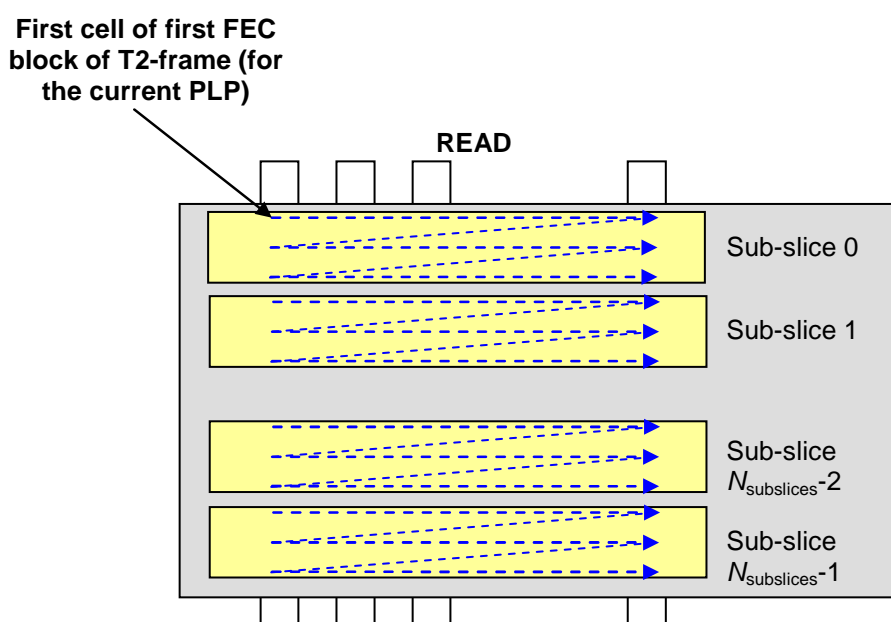 First cell of first FEC
block of T2-frame (for
the current PLP)
READ
Sub-slice 0
Sub-slice 1
Sub-slice
Nsubslices-2
Sub-slice
Nsubslices-1